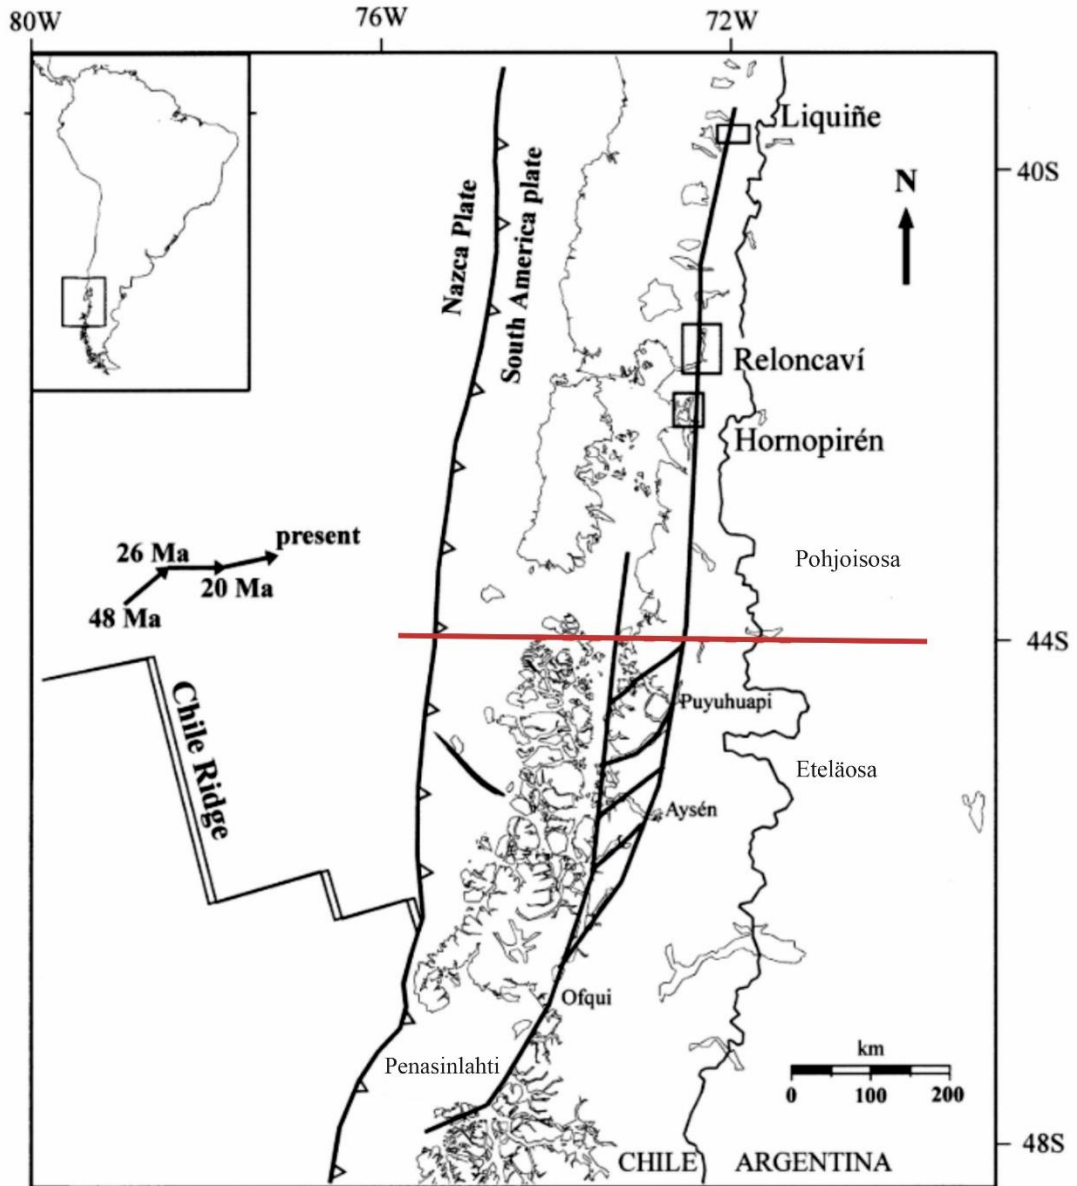 80W
76W
72W
Liquiñe
40S
N
Nazca Plate
South America plate
Reloncaví
Hornopirén
present
26 Ma
20 Ma
48 Ma
Pohjoisosa
44S
Chile Ridge
Puyuhuapi
Eteläosa
Aysén
Ofqui
Penasinlahti
km
0 100 200
48S
CHILE ARGENTINA